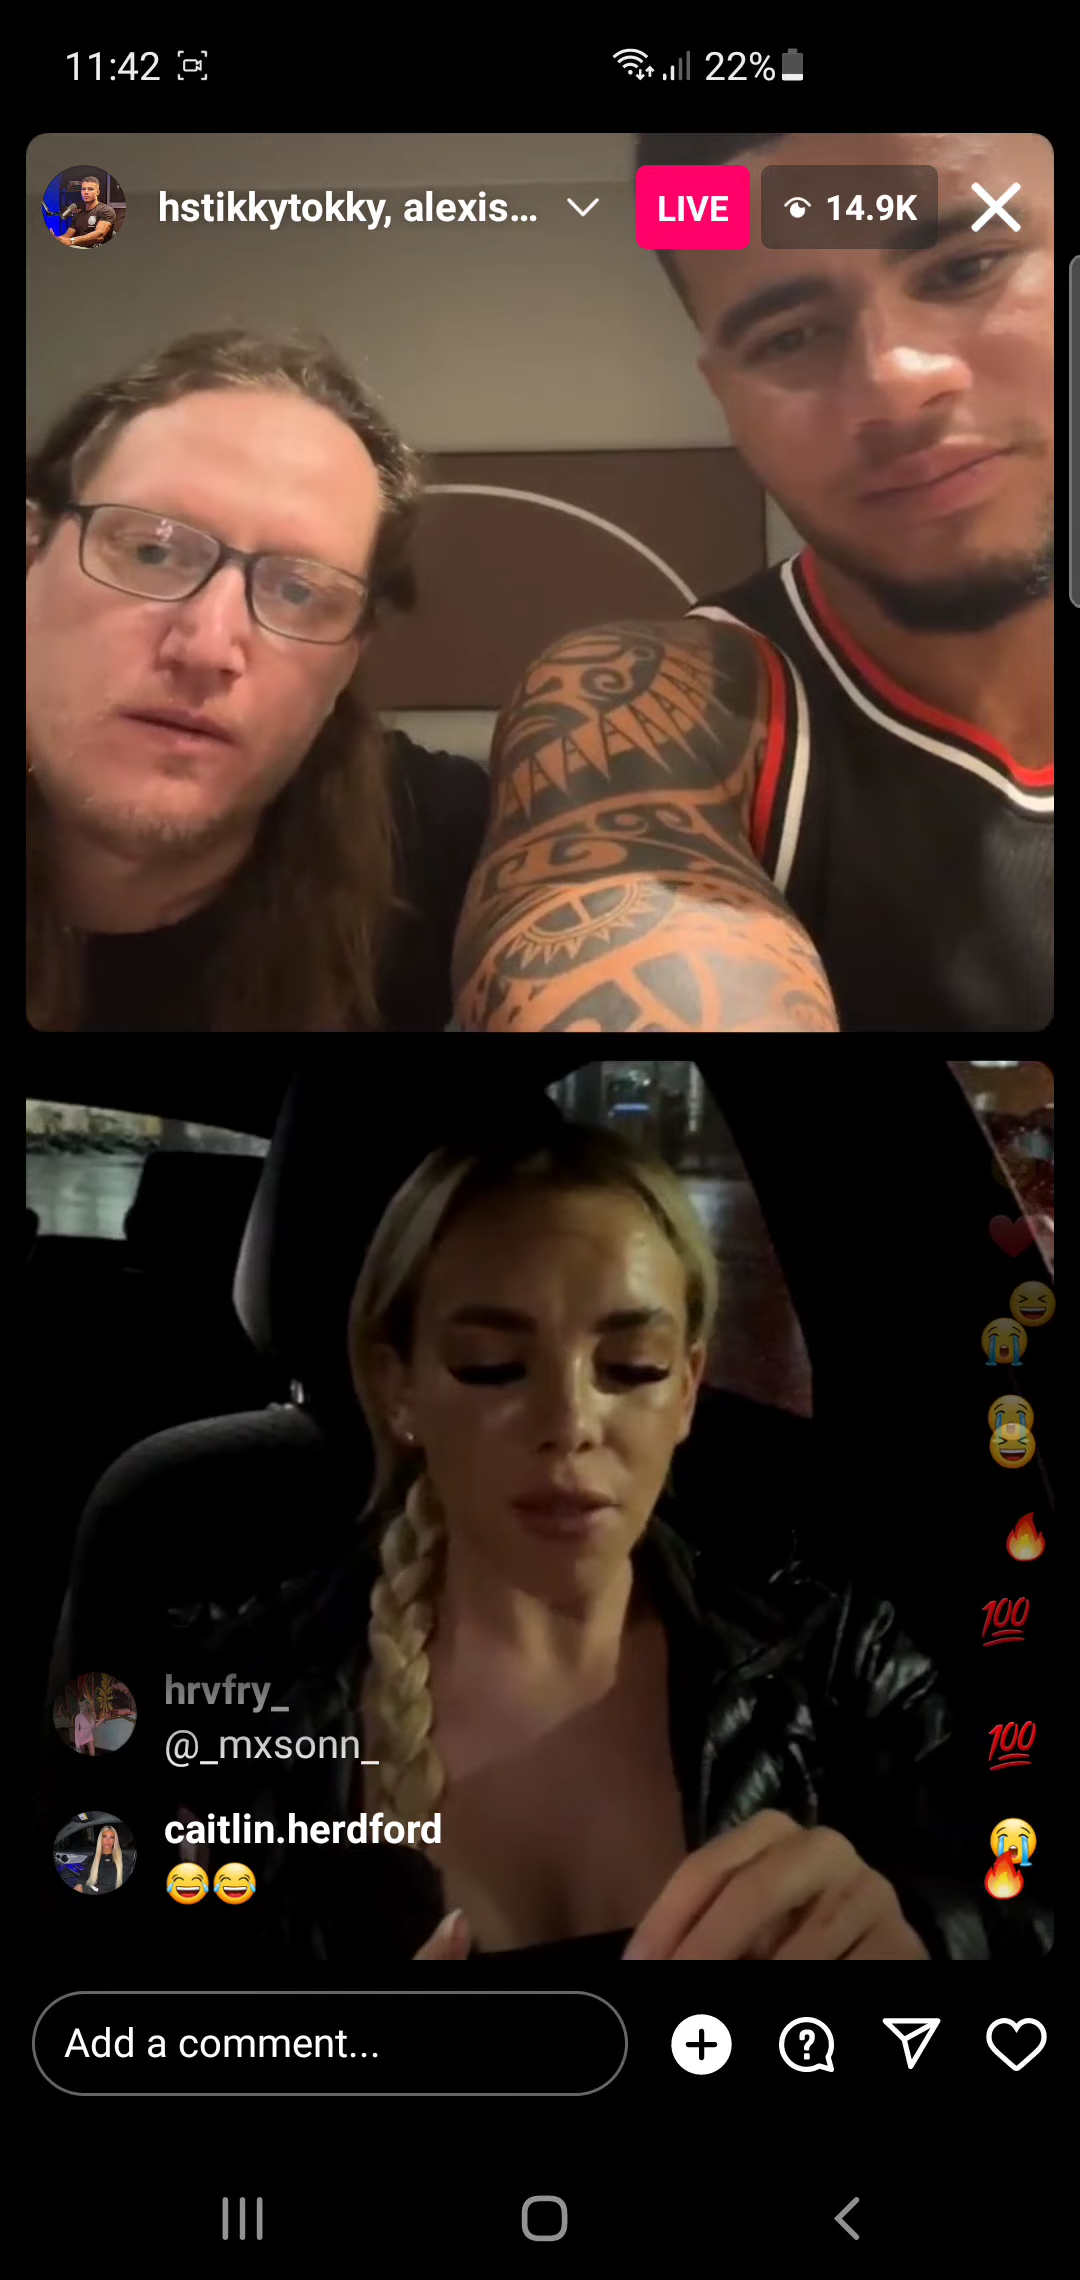 11:42
22%
hstikkytokky, alexis...
LIVE
14.9K
hrvfry_
@_mxsonn_
caitlin.herdford
😂😂
Add a comment...